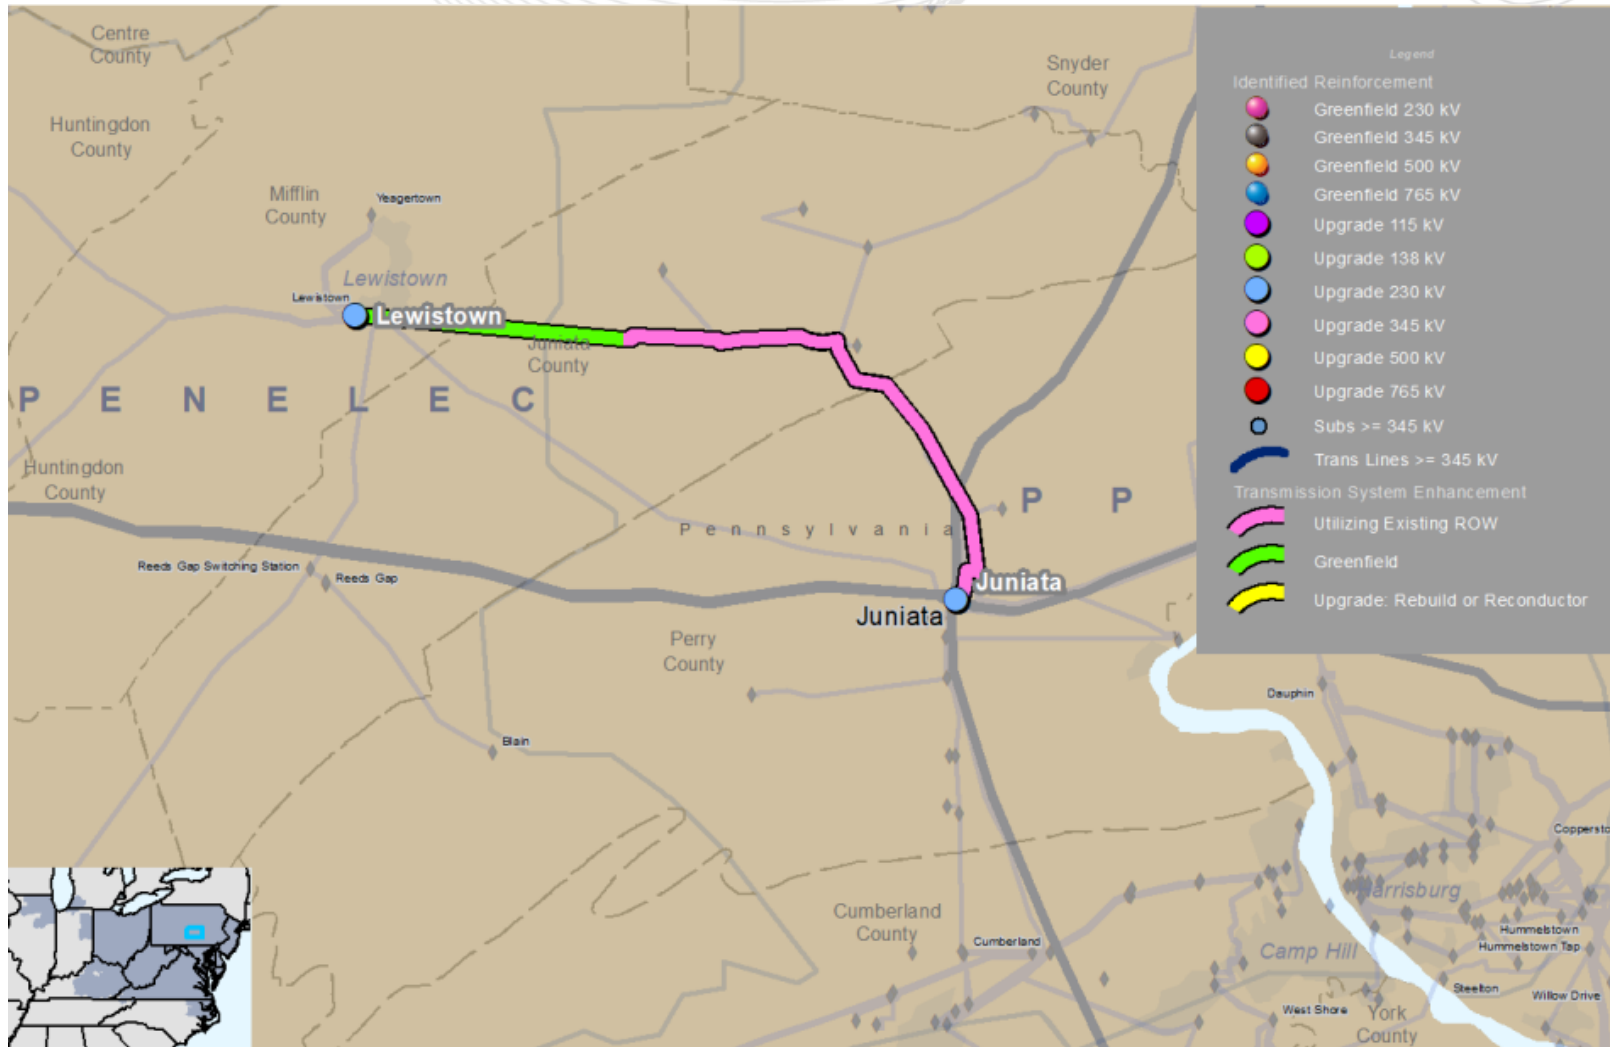 Centre
County
Huntingdon
County
Mifflin
County
Yeagertown
Lewistown
Lewistown
Lewistown
Juniata
County
Snyder
County
P E N E L E C
Huntingdon
County
Pennsylvania
P P
Reeds Gap Switching Station
Reeds Gap
Juniata
Juniata
Perry
County
Blain
Dauphin
Cumberland
County
Cumberland
Harrisburg
Camp Hill
Hummelstown
Hummelstown Tap
Steelton
Willow Drive
West Shore
York
County
Legend
Identified Reinforcement
Greenfield 230 kV
Greenfield 345 kV
Greenfield 500 kV
Greenfield 765 kV
Upgrade 115 kV
Upgrade 138 kV
Upgrade 230 kV
Upgrade 345 kV
Upgrade 500 kV
Upgrade 765 kV
Subs >= 345 kV
Trans Lines >= 345 kV
Transmission System Enhancement
Utilizing Existing ROW
Greenfield
Upgrade: Rebuild or Reconductor